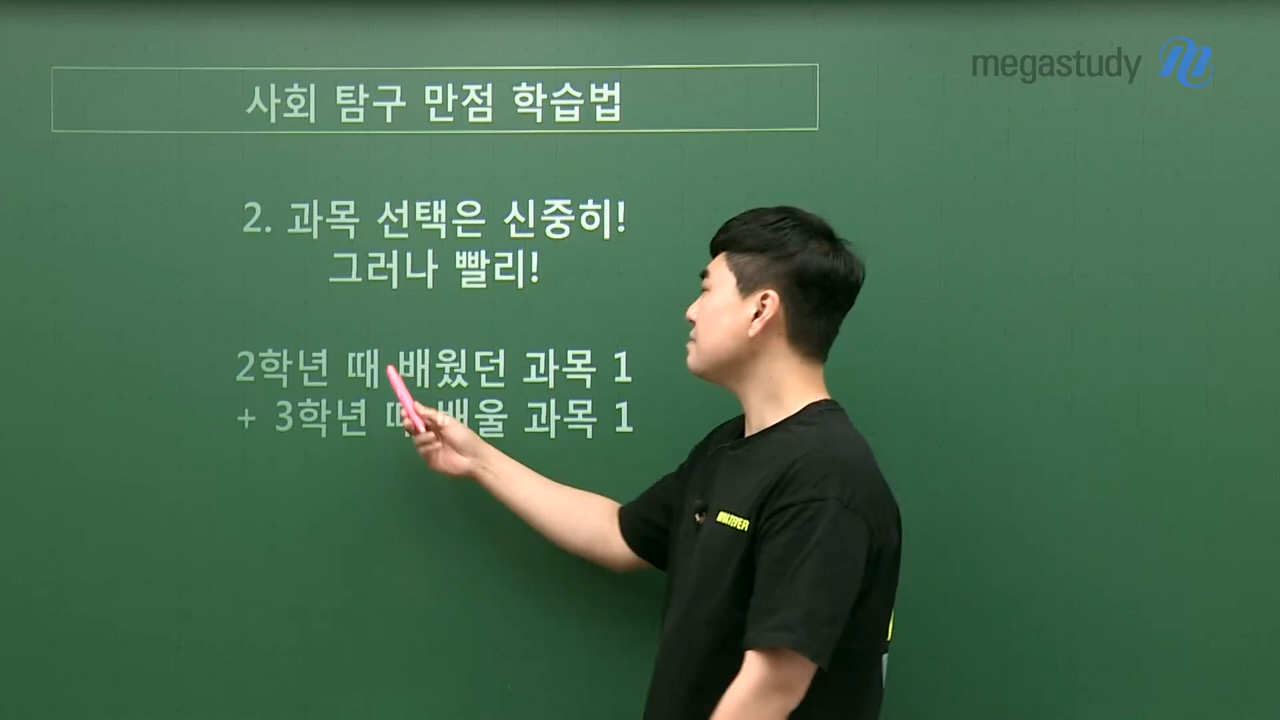 megastudy
사회 탐구 만점 학습법
2. 과목 선택은 신중히!
그러나 빨리!
2학년 때 배웠던 과목 1
+ 3학년 때 배울 과목 1